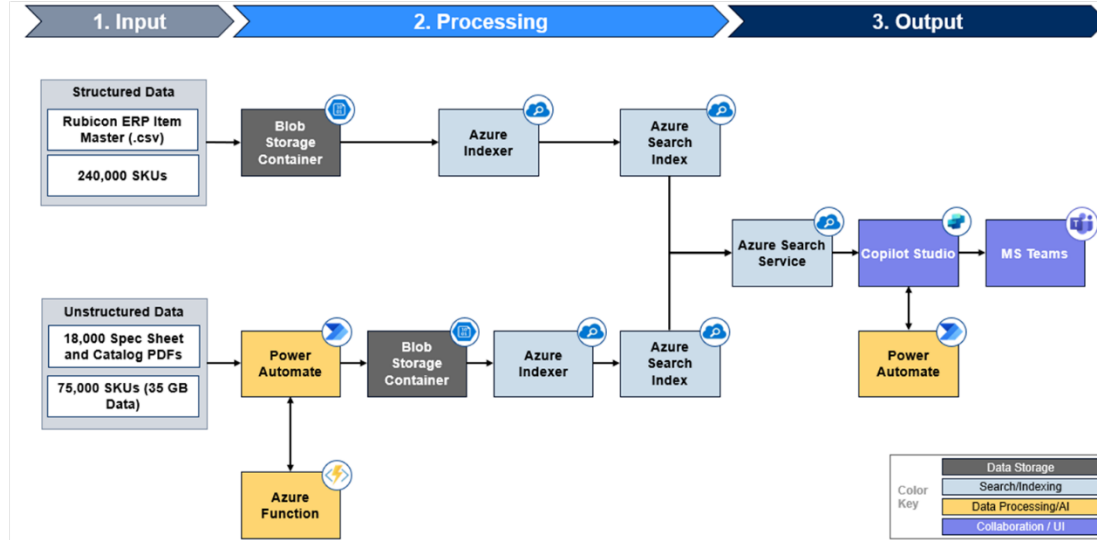 1. Input
2. Processing
3. Output
Structured Data
Rubicon ERP Item
Master (.csv)
240,000 SKUs
Blob
Storage
Container
Azure
Indexer
Azure
Search
Index
Azure Search
Service
Copilot Studio
MS Teams
Unstructured Data
18,000 Spec Sheet
and Catalog PDFs
75,000 SKUs (35 GB
Data)
Power
Automate
Blob
Storage
Container
Azure
Indexer
Azure
Search
Index
Power
Automate
Azure
Function
Color
Key
Data Storage
Search/Indexing
Data Processing/AI
Collaboration / UI